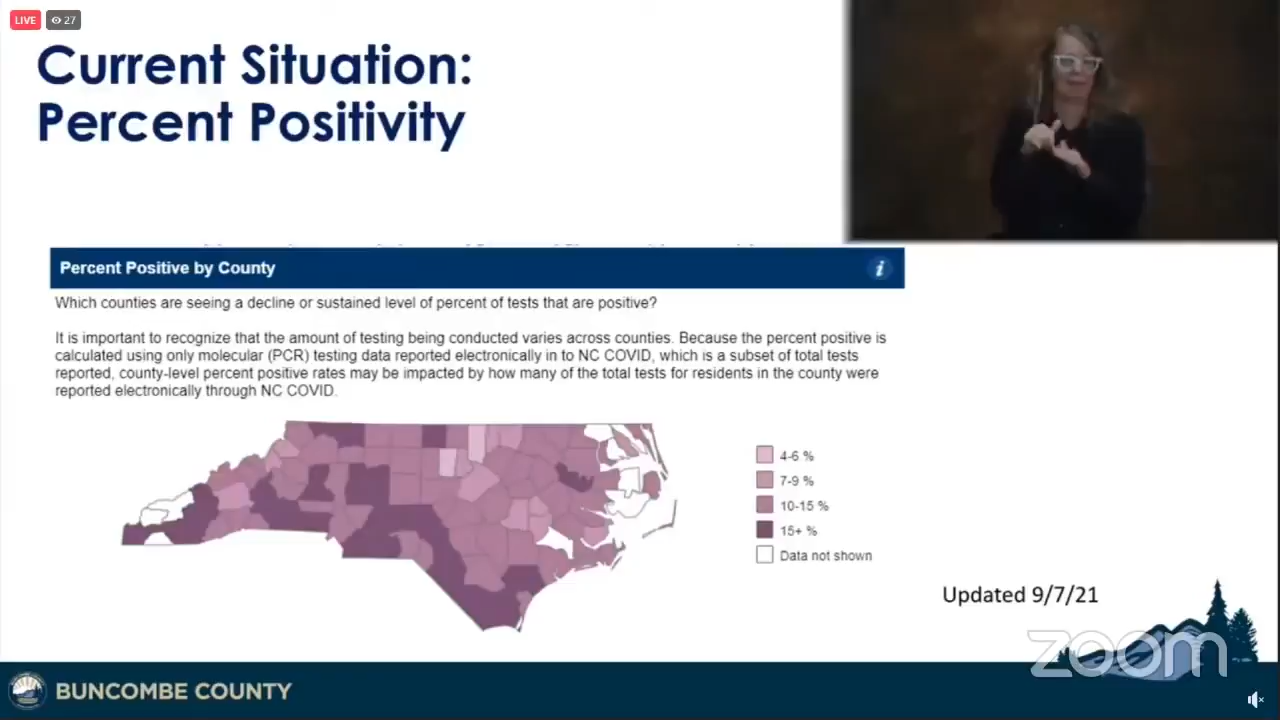 LIVE 27
Current Situation:
Percent Positivity
Percent Positive by County
i
Which counties are seeing a decline or sustained level of percent of tests that are positive?
It is important to recognize that the amount of testing being conducted varies across counties. Because the percent positive is
calculated using only molecular (PCR) testing data reported electronically in to NC COVID, which is a subset of total tests
reported, county-level percent positive rates may be impacted by how many of the total tests for residents in the county were
reported electronically through NC COVID.
4-6 %
7-9 %
10-15 %
15+ %
Data not shown
Updated 9/7/21
zoom
BUNCOMBE COUNTY